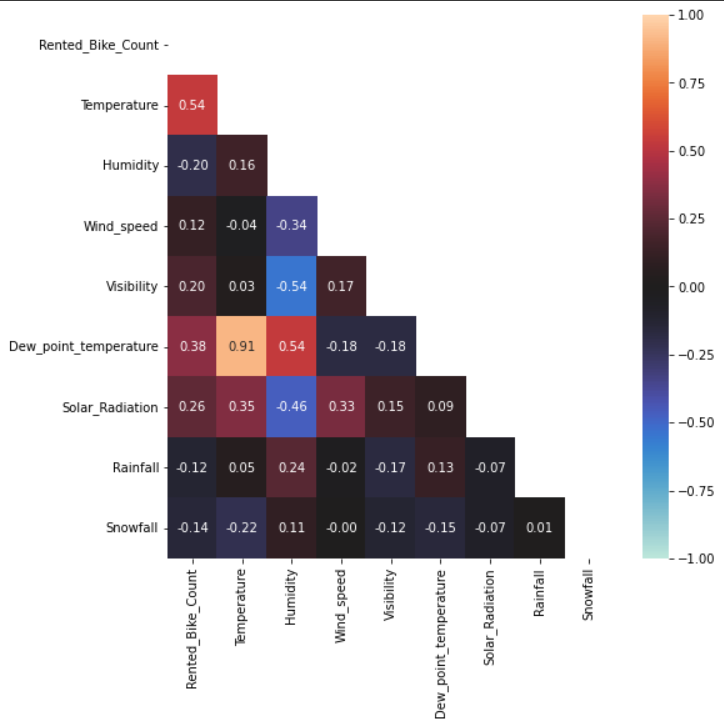 1.00
Rented_Bike_Count
0.75
Temperature 0.54
0.50
Humidity -0.20 0.16
0.25
Wind_speed 0.12 -0.04 -0.34
Visibility 0.20 0.03 -0.54 0.17
0.00
Dew_point_temperature 0.38 0.91 0.54 -0.18 -0.18
−0.25
Solar_Radiation 0.26 0.35 -0.46 0.33 0.15 0.09
−0.50
Rainfall -0.12 0.05 0.24 -0.02 -0.17 0.13 -0.07
−0.75
Snowfall -0.14 -0.22 0.11 -0.00 -0.12 -0.15 -0.07 0.01
−1.00
Rented_Bike_Count
Temperature
Humidity
Wind_speed
Visibility
Dew_point_temperature
Solar_Radiation
Rainfall
Snowfall